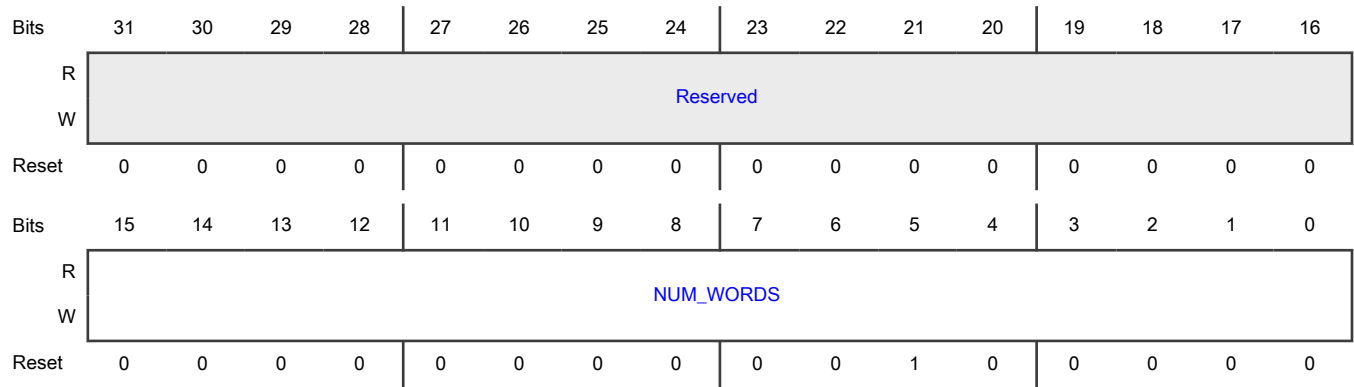 Bits 31 30 29 28 27 26 25 24 23 22 21 20 19 18 17 16
R
Reserved
W
Reset 0 0 0 0 0 0 0 0 0 0 0 0 0 0 0 0
Bits 15 14 13 12 11 10 9 8 7 6 5 4 3 2 1 0
R
NUM_WORDS
W
Reset 0 0 0 0 0 0 0 0 0 0 1 0 0 0 0 0